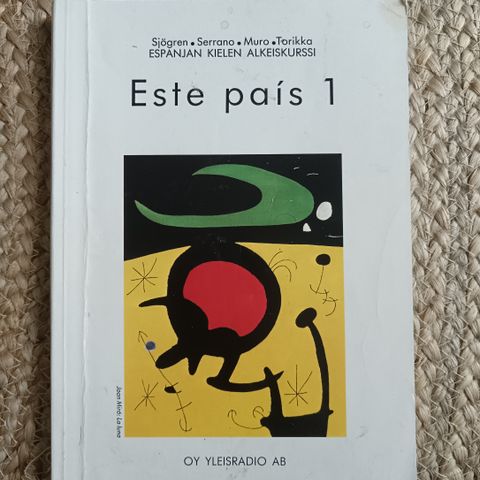 Sjögren • Serrano • Muro • Torikka
ESPANJAN KIELEN ALKEISKURSSI
Este país 1
Joan Miró: La luna
OY YLEISRADIO AB